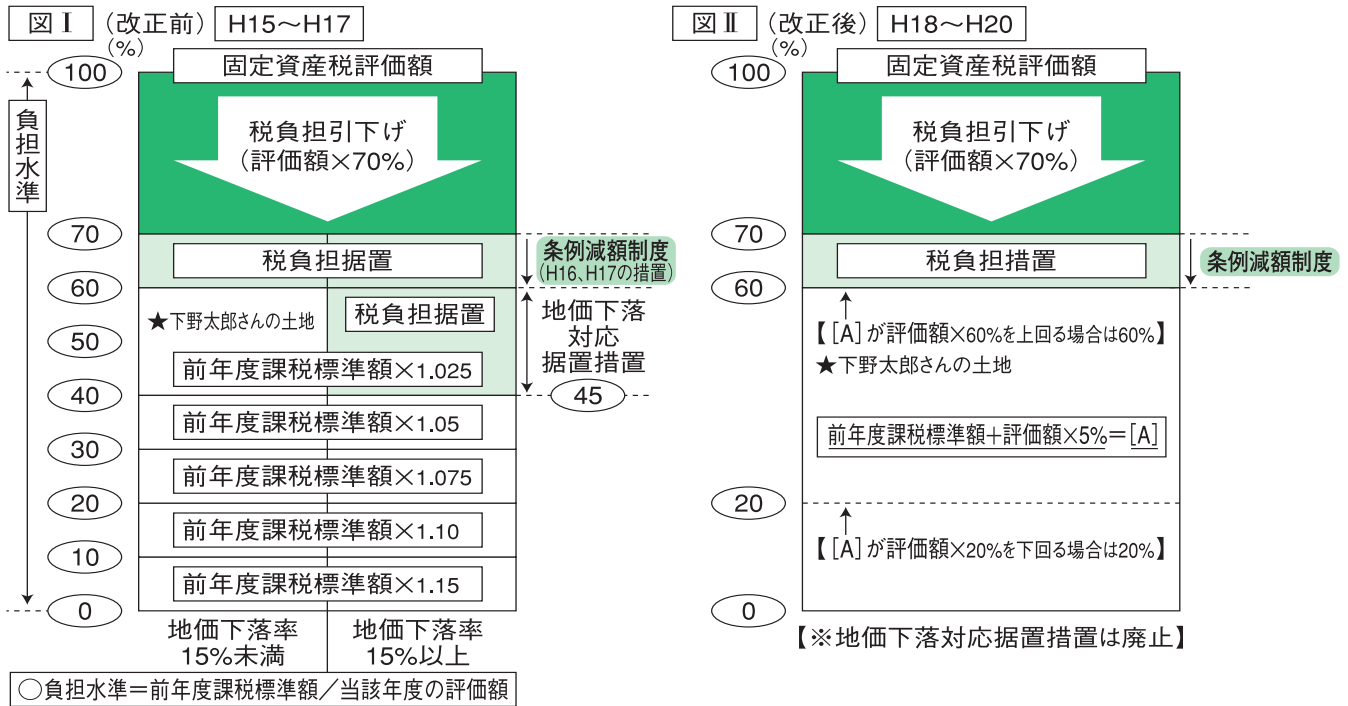 図Ⅰ (改正前) H15～H17
(%)
100
固定資産税評価額
負担水準
税負担引下げ
(評価額×70%)
70
税負担据置
条例減額制度
(H16、H17の措置)
60
★下野太郎さんの土地
税負担据置
地価下落
対応
据置措置
50
前年度課税標準額×1.025
40
45
前年度課税標準額×1.05
30
前年度課税標準額×1.075
20
前年度課税標準額×1.10
10
前年度課税標準額×1.15
0
地価下落率
15%未満
地価下落率
15%以上
○負担水準＝前年度課税標準額／当該年度の評価額
図Ⅱ (改正後) H18～H20
(%)
100
固定資産税評価額
税負担引下げ
(評価額×70%)
70
税負担措置
条例減額制度
60
【[A]が評価額×60%を上回る場合は60%】
★下野太郎さんの土地
前年度課税標準額+評価額×5%＝[A]
20
【[A]が評価額×20%を下回る場合は20%】
0
【※地価下落対応据置措置は廃止】